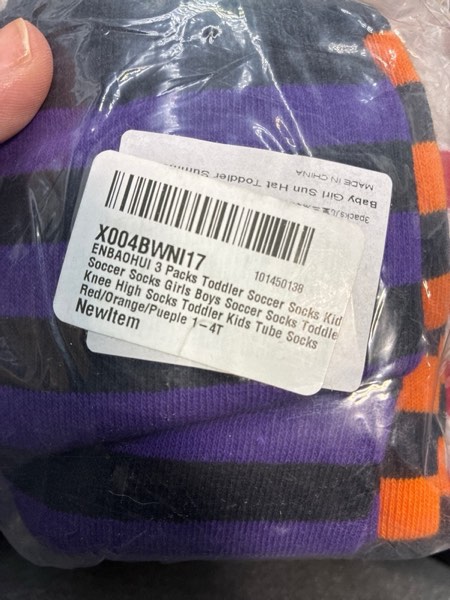 X004BWNI17
101450138
ENBAOHUI 3 Packs Toddler Soccer Socks Kid
Soccer Socks Girls Boys Soccer Socks Toddle
Knee High Socks Toddler Kids Tube Socks
Red/Orange/Pueple 1-4T
NewItem
MADE IN CHINA
Baby Girl Sun Hat Toddler
3packs